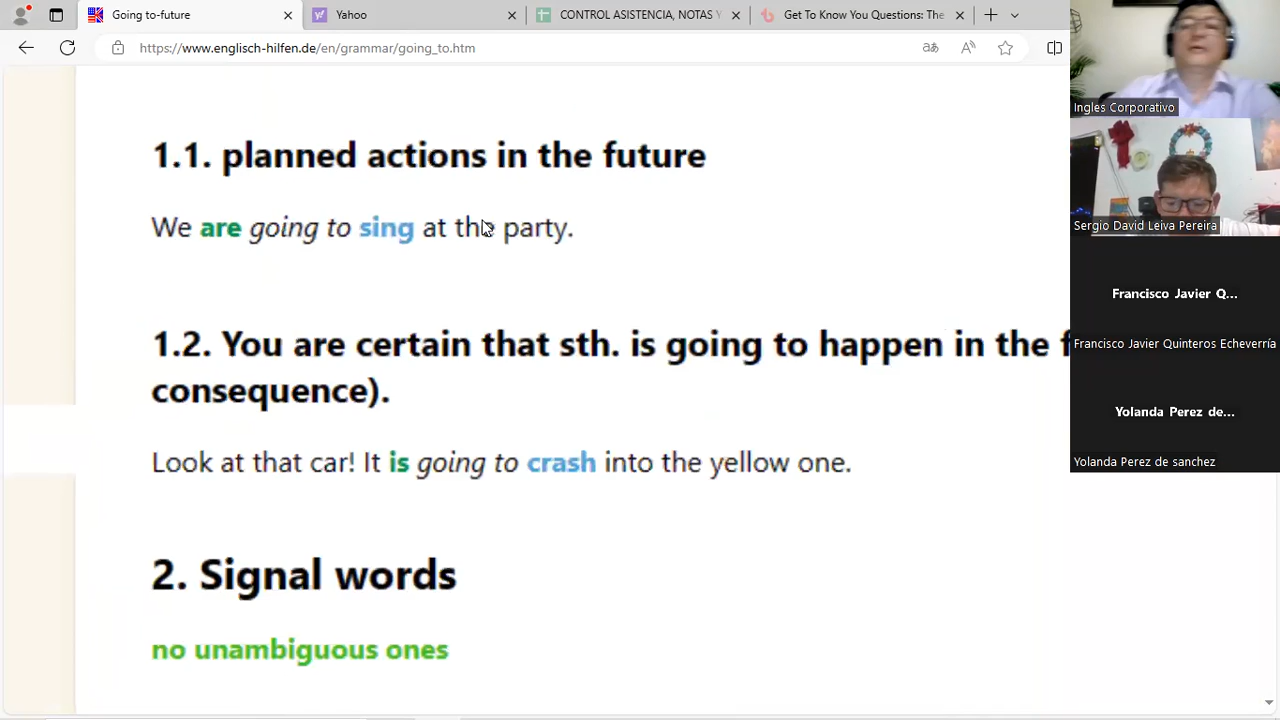 Going to-future
Yahoo
CONTROL ASISTENCIA, NOTAS Y
Get To Know You Questions: The
https://www.englisch-hilfen.de/en/grammar/going_to.htm
1.1. planned actions in the future
We are going to sing at the party.
1.2. You are certain that sth. is going to happen in the f
consequence).
Look at that car! It is going to crash into the yellow one.
2. Signal words
no unambiguous ones
Ingles Corporativo
Sergio David Leiva Pereira
Francisco Javier Q...
Francisco Javier Quinteros Echeverría
Yolanda Perez de...
Yolanda Perez de sanchez